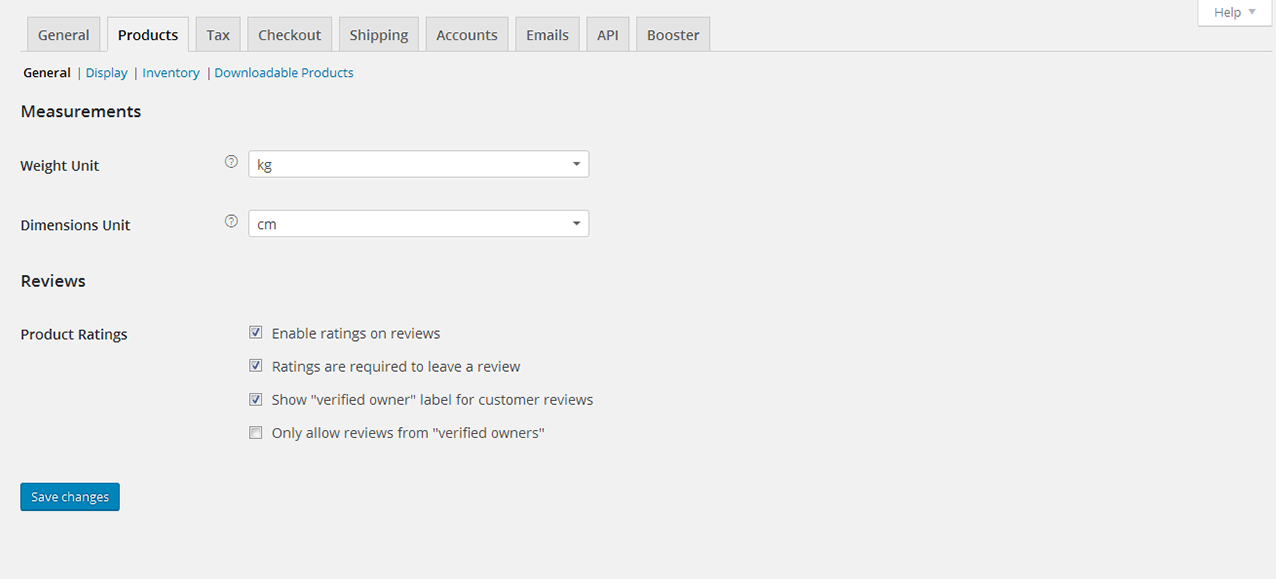 Help
General Products Tax Checkout Shipping Accounts Emails API Booster
General | Display | Inventory | Downloadable Products
Measurements
Weight Unit ? kg
Dimensions Unit ? cm
Reviews
Product Ratings Enable ratings on reviews
Ratings are required to leave a review
Show "verified owner" label for customer reviews
Only allow reviews from "verified owners"
Save changes